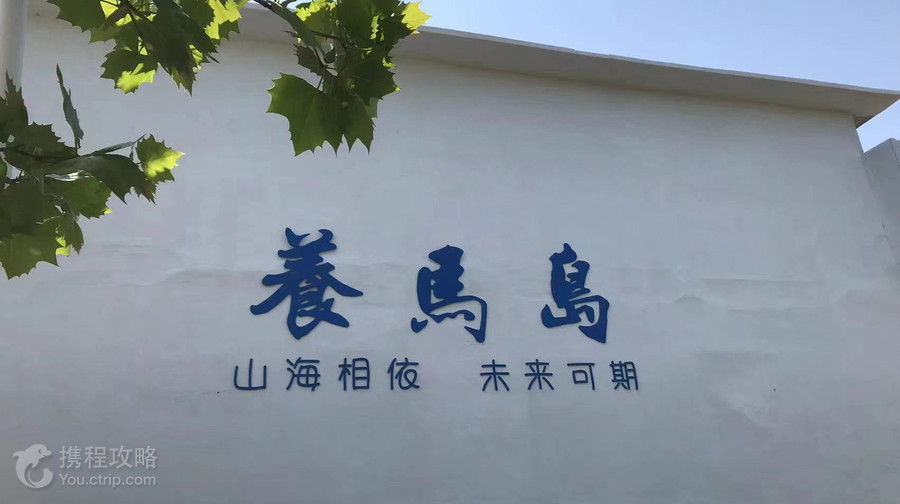 養馬島
山海相依 未来可期
携程攻略
You.ctrip.com